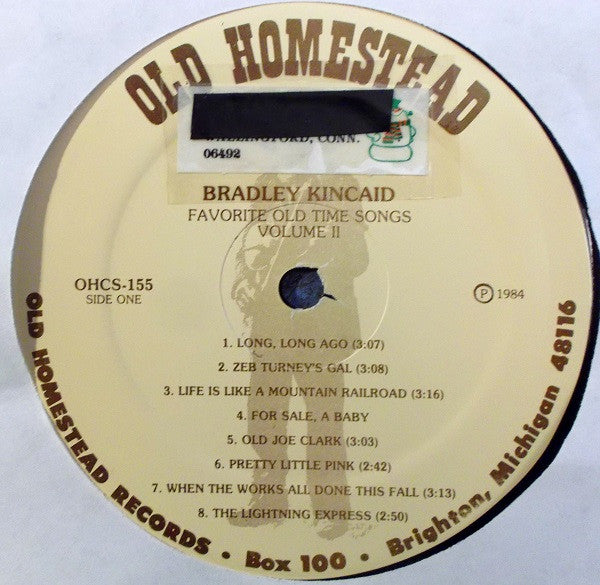 OLD HOMESTEAD
WALLINGFORD, CONN.
06492
BRADLEY KINCAID
FAVORITE OLD TIME SONGS
VOLUME II
OHCS-155
SIDE ONE
Ⓟ 1984
1. LONG, LONG AGO (3:07)
2. ZEB TURNEY'S GAL (3:08)
3. LIFE IS LIKE A MOUNTAIN RAILROAD (3:16)
4. FOR SALE, A BABY
5. OLD JOE CLARK (3:03)
6. PRETTY LITTLE PINK (2:42)
7. WHEN THE WORKS ALL DONE THIS FALL (3:13)
8. THE LIGHTNING EXPRESS (2:50)
OLD HOMESTEAD RECORDS • Box 100 • Brighton, Michigan 48116